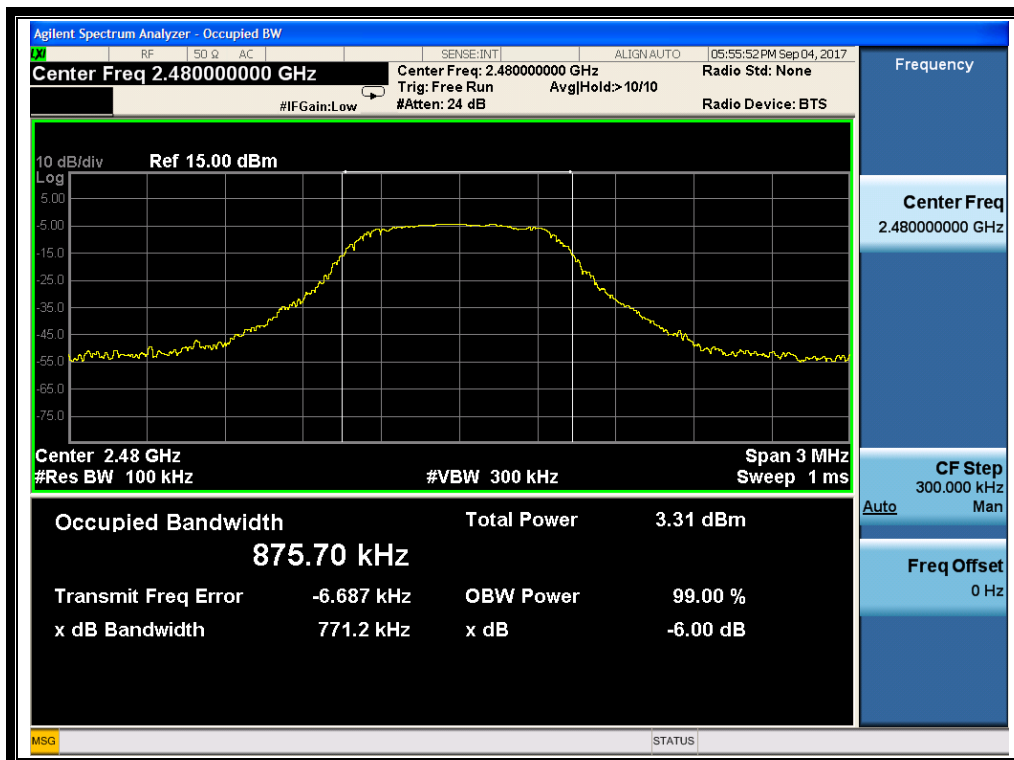 Agilent Spectrum Analyzer - Occupied BW
LXI RF 50 Ω AC SENSE:INT ALIGN AUTO 05:55:52 PM Sep 04, 2017
Center Freq 2.480000000 GHz
Center Freq: 2.480000000 GHz
Radio Std: None
Trig: Free Run Avg|Hold:> 10/10
#IFGain:Low
#Atten: 24 dB
Radio Device: BTS
10 dB/div Ref 15.00 dBm
Log
5.00
-5.00
-15.0
-25.0
-35.0
-45.0
-55.0
-65.0
-75.0
Center 2.48 GHz Span 3 MHz
#Res BW 100 kHz #VBW 300 kHz Sweep 1 ms
Occupied Bandwidth Total Power 3.31 dBm
875.70 kHz
Transmit Freq Error -6.687 kHz OBW Power 99.00 %
x dB Bandwidth 771.2 kHz x dB -6.00 dB
Frequency
Center Freq
2.480000000 GHz
CF Step
300.000 kHz
Auto Man
Freq Offset
0 Hz
MSG STATUS